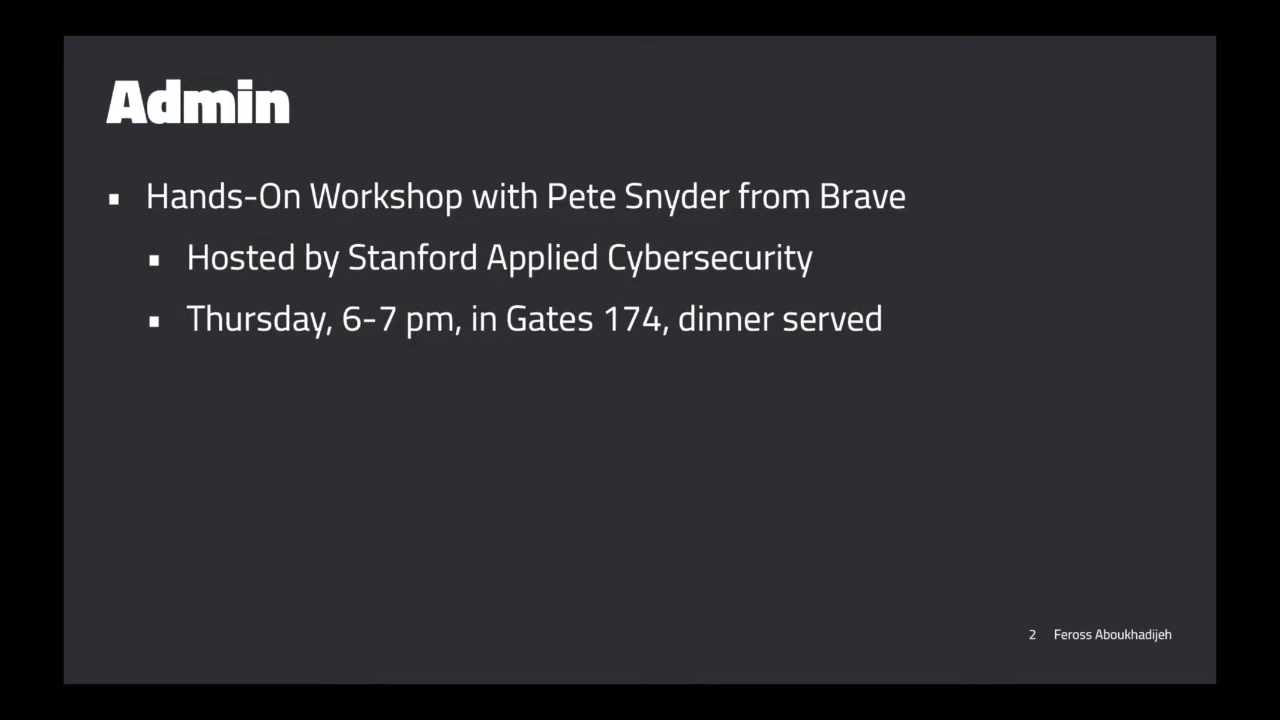 Admin
▪ Hands-On Workshop with Pete Snyder from Brave
▪ Hosted by Stanford Applied Cybersecurity
▪ Thursday, 6-7 pm, in Gates 174, dinner served
2 Feross Aboukhadijeh